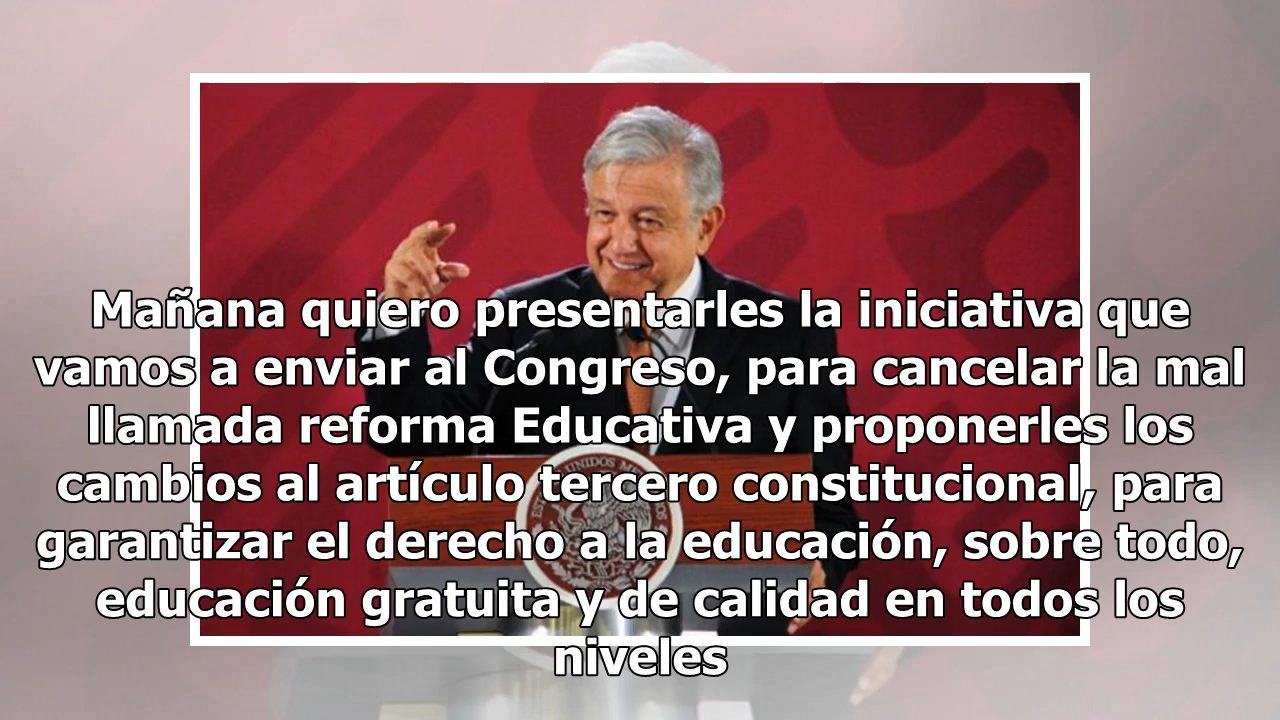 Mañana quiero presentarles la iniciativa que
vamos a enviar al Congreso, para cancelar la mal
llamada reforma Educativa y proponerles los
cambios al artículo tercero constitucional, para
garantizar el derecho a la educación, sobre todo,
educación gratuita y de calidad en todos los
niveles